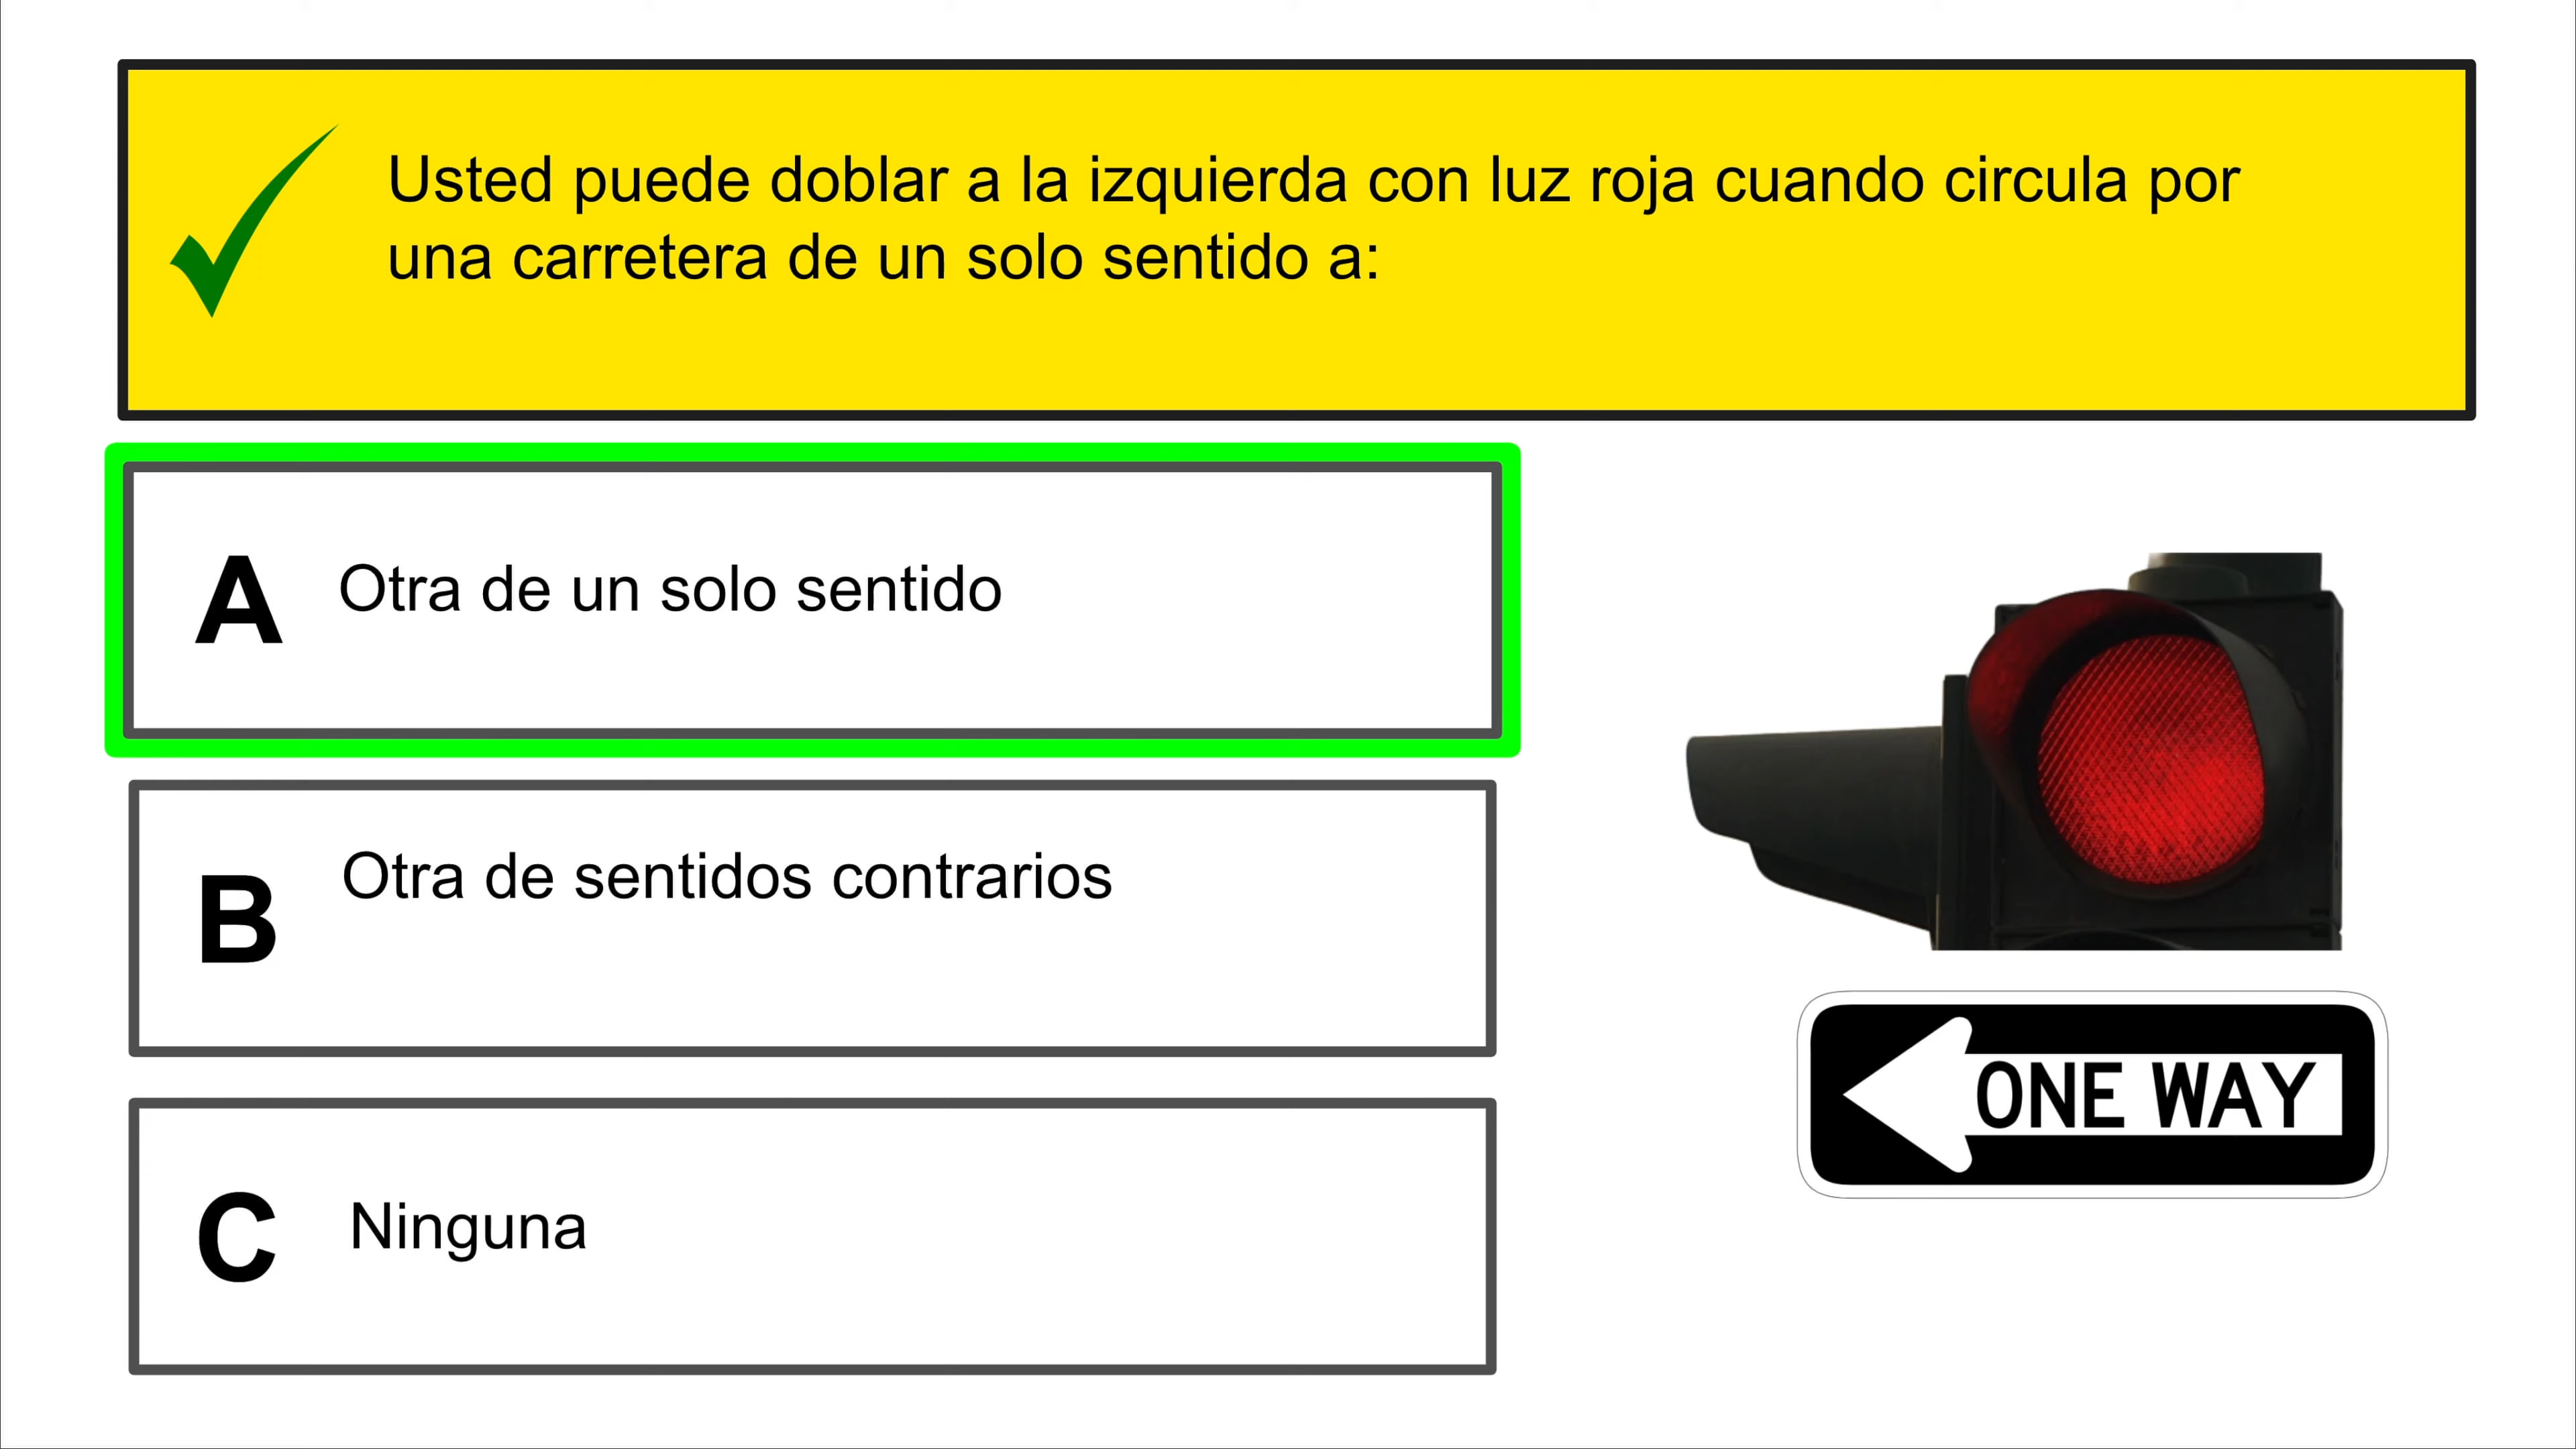 Usted puede doblar a la izquierda con luz roja cuando circula por
una carretera de un solo sentido a:
A Otra de un solo sentido
B Otra de sentidos contrarios
C Ninguna
ONE WAY